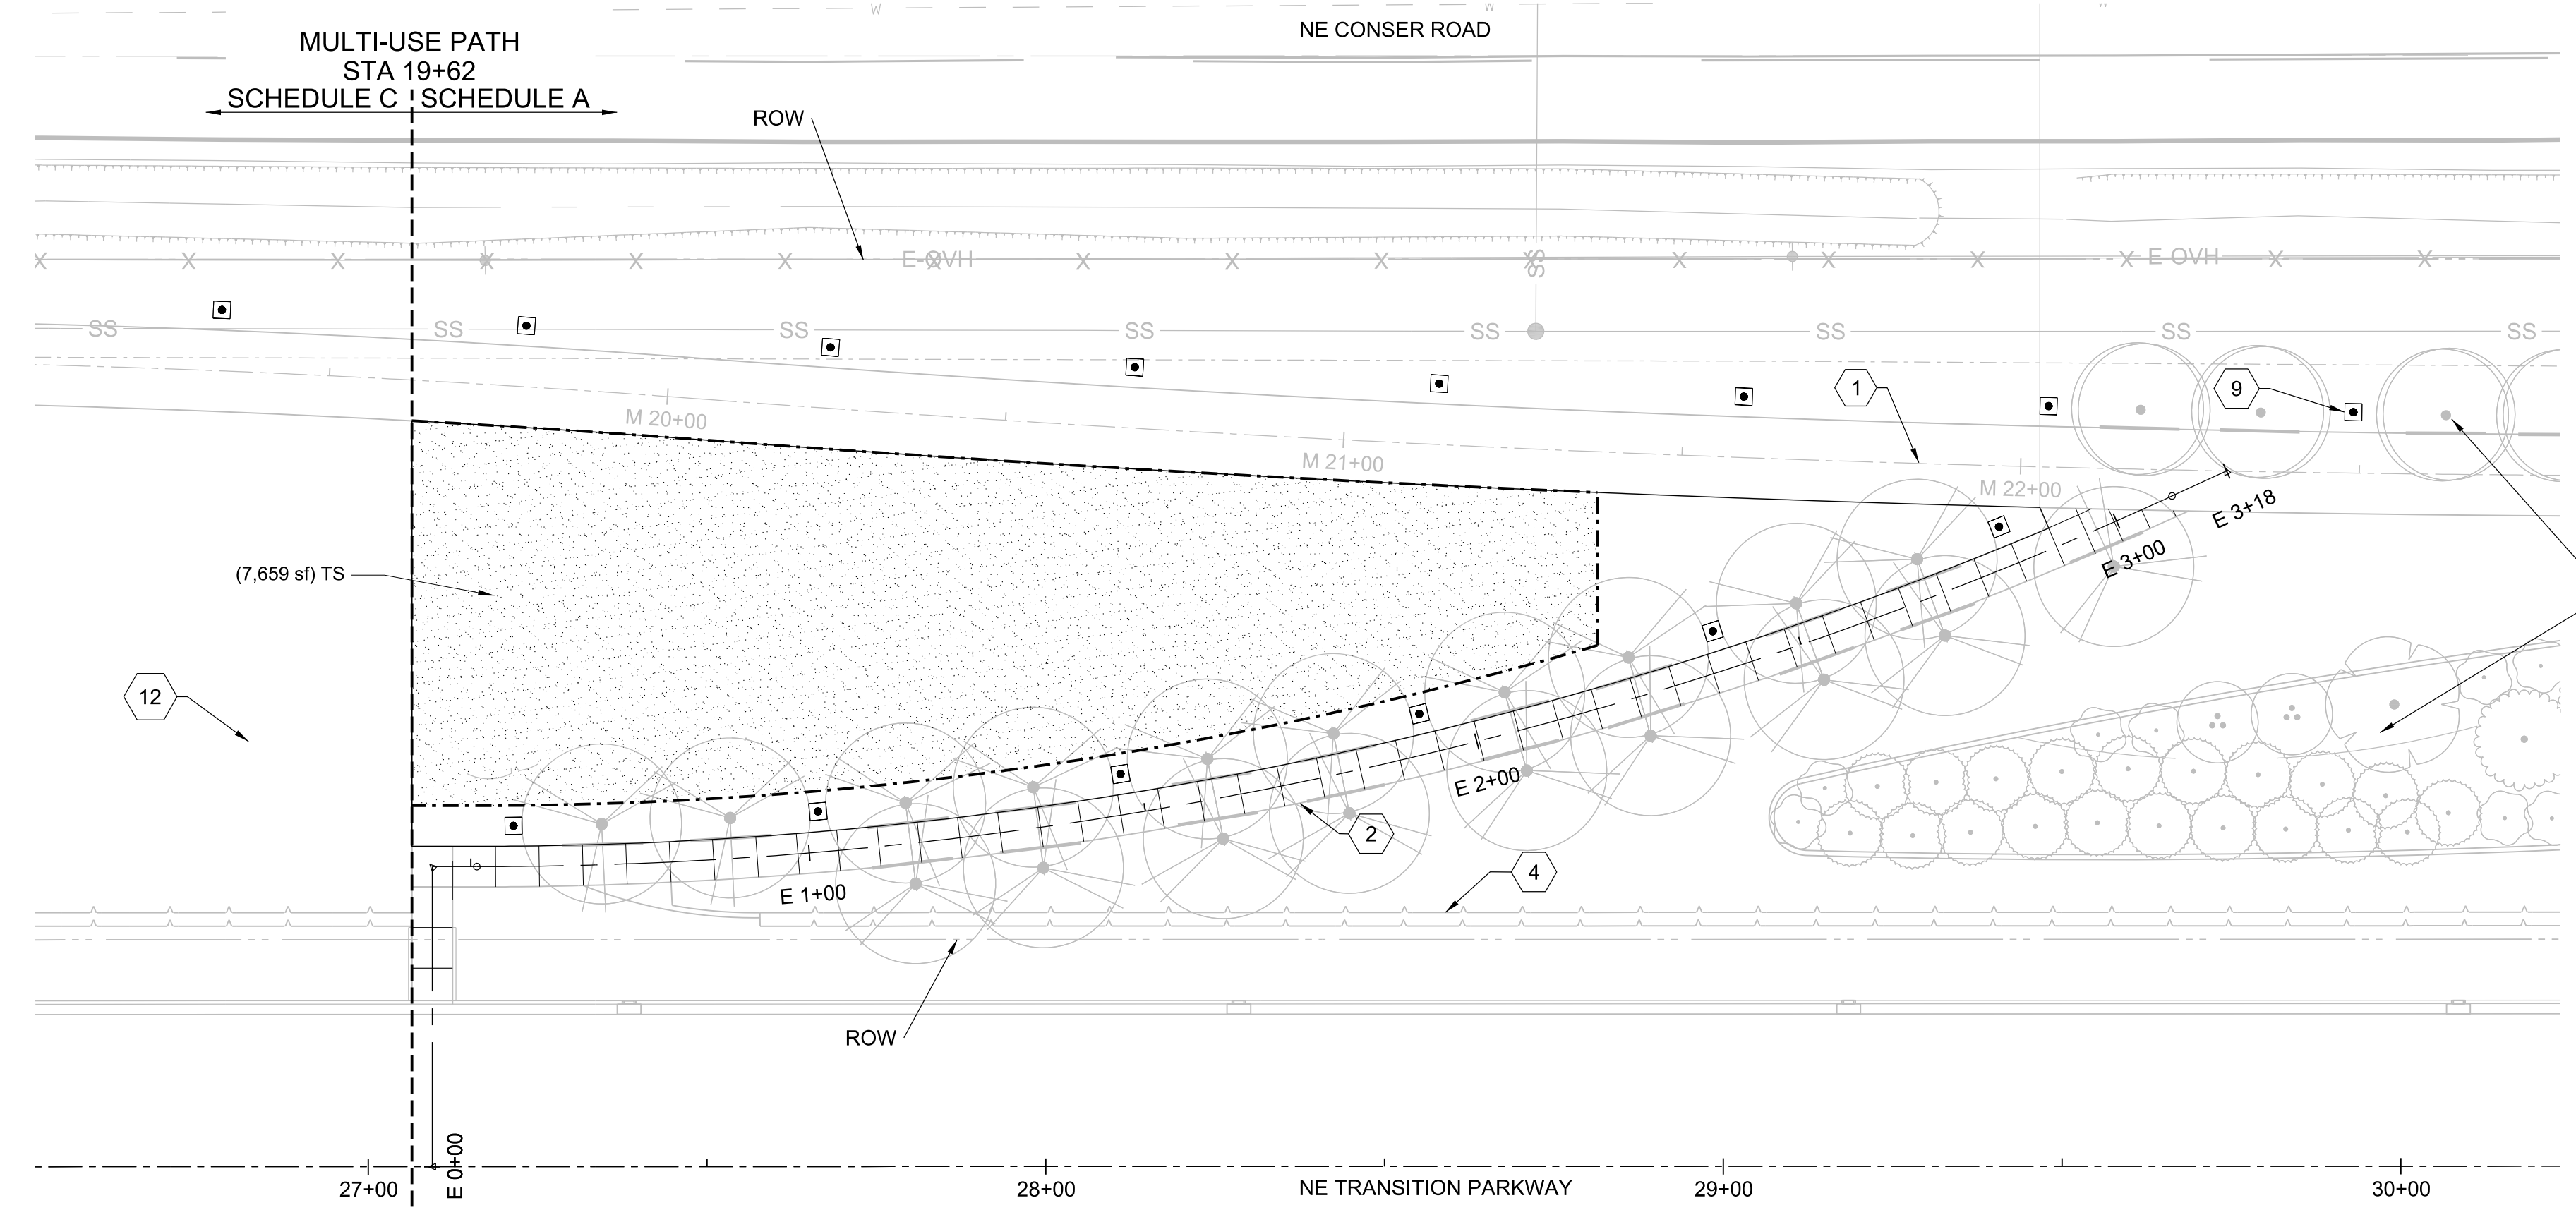 W
W
W
NE CONSER ROAD
MULTI-USE PATH
STA 19+62
SCHEDULE C
SCHEDULE A
ROW
X X X X X X E-OVH X X X X X SS X X X X E OVH X X
SS SS SS SS SS SS SS SS
1
9
M 20+00
M 21+00
M 22+00
E 3+18
E 3+00
(7,659 sf) TS
12
E 2+00
2
4
E 1+00
ROW
E 0+00
27+00
28+00
NE TRANSITION PARKWAY
29+00
30+00